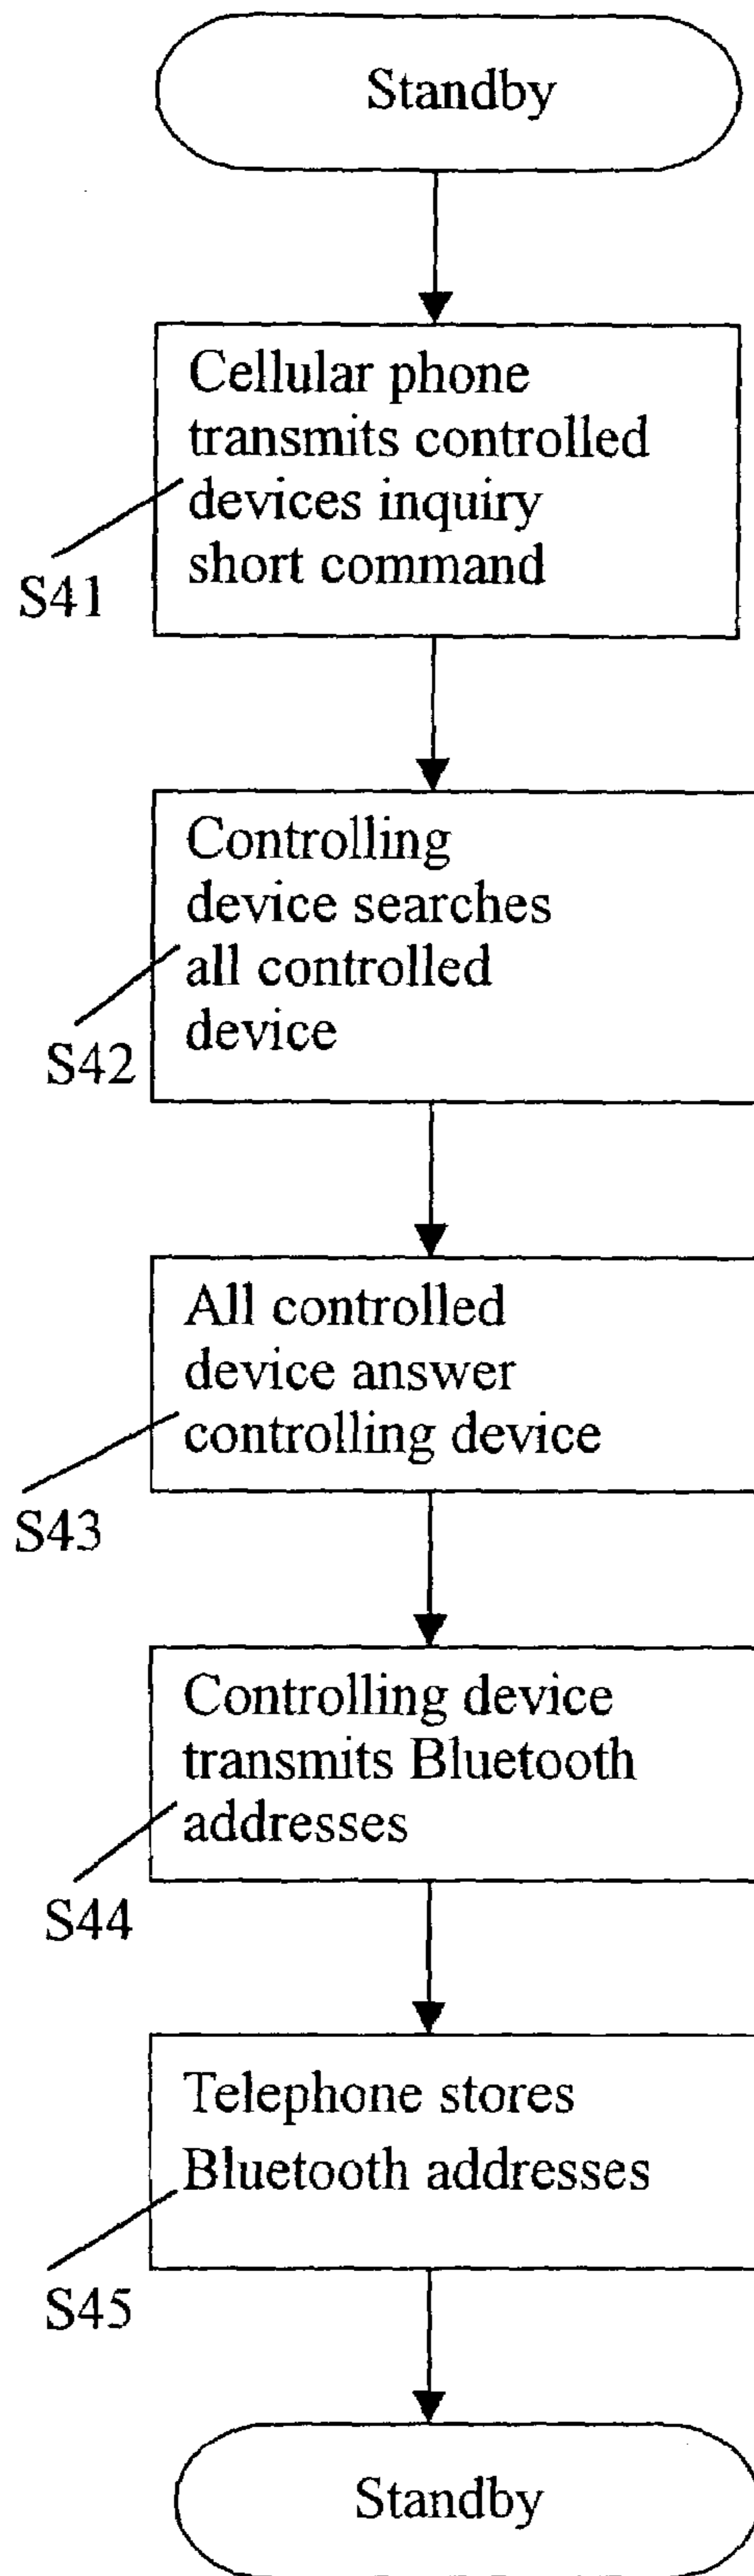 Standby
Cellular phone
transmits controlled
devices inquiry
short command
S41
Controlling
device searches
all controlled
device
S42
All controlled
device answer
controlling device
S43
Controlling device
transmits Bluetooth
addresses
S44
Telephone stores
Bluetooth addresses
S45
Standby